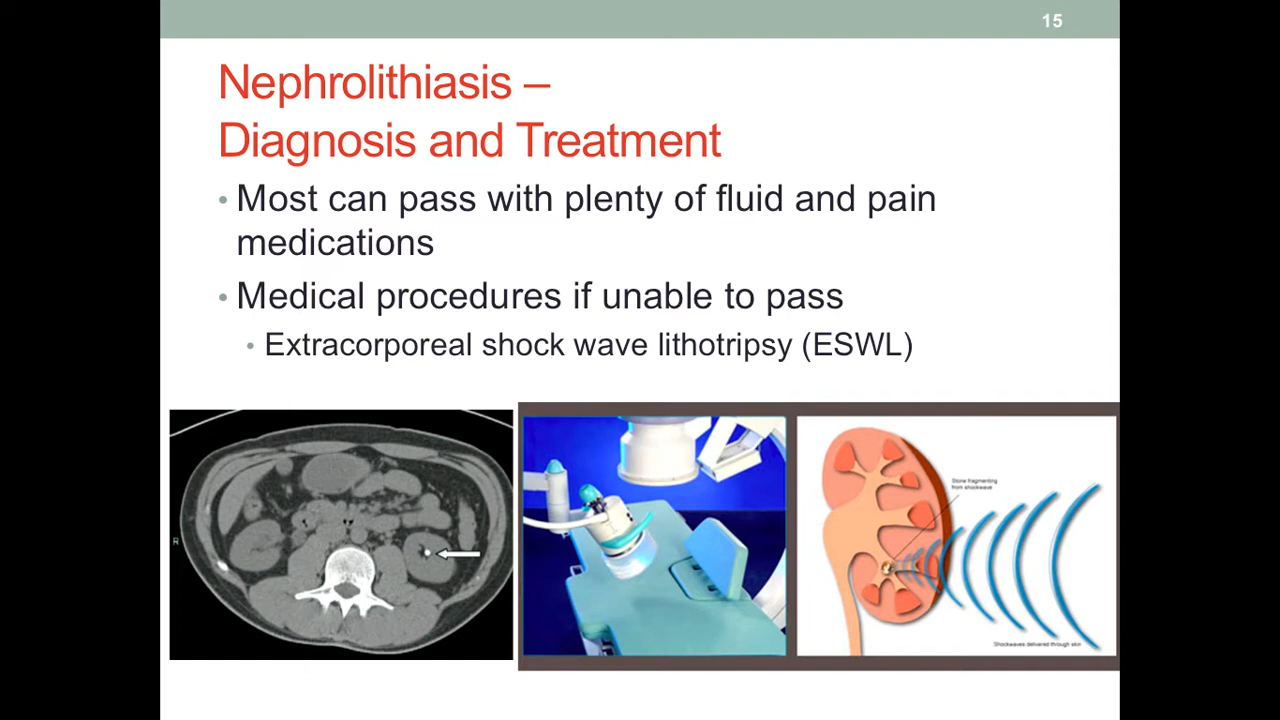 15
Nephrolithiasis –
Diagnosis and Treatment
• Most can pass with plenty of fluid and pain
medications
• Medical procedures if unable to pass
• Extracorporeal shock wave lithotripsy (ESWL)
R
Stone fragmenting
from shockwave
Shockwaves delivered through skin